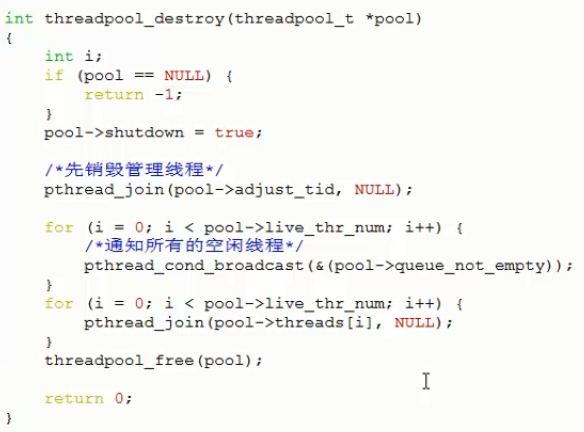 int threadpool_destroy(threadpool_t *pool)
{
    int i;
    if (pool == NULL) {
        return -1;
    }
    pool->shutdown = true;

    /*先销毁管理线程*/
    pthread_join(pool->adjust_tid, NULL);

    for (i = 0; i < pool->live_thr_num; i++) {
        /*通知所有的空闲线程*/
        pthread_cond_broadcast(&(pool->queue_not_empty));
    }
    for (i = 0; i < pool->live_thr_num; i++) {
        pthread_join(pool->threads[i], NULL);
    }
    threadpool_free(pool);

    return 0;
}